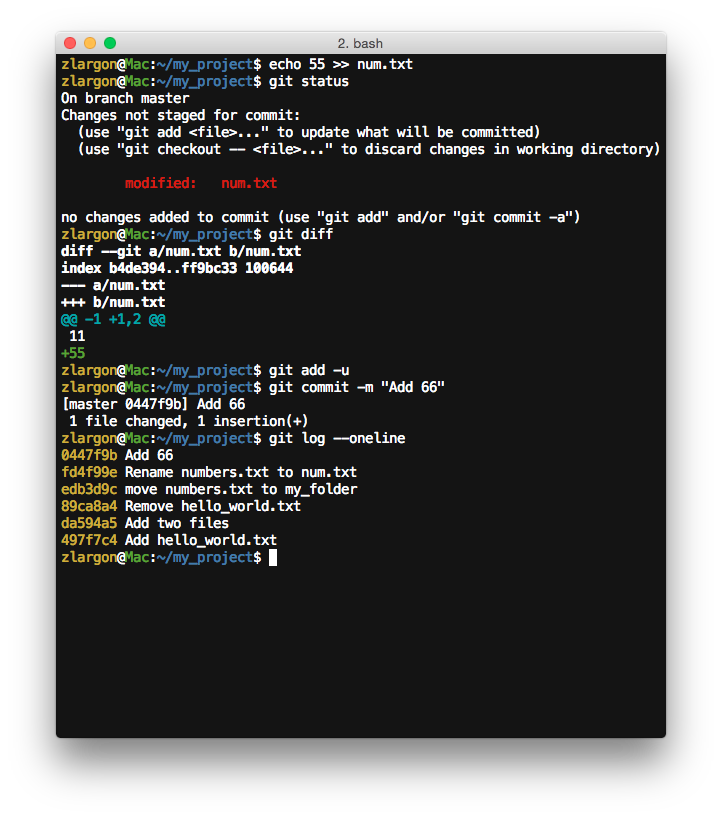 2. bash
zlargon@Mac:~/my_project$ echo 55 >> num.txt
zlargon@Mac:~/my_project$ git status
On branch master
Changes not staged for commit:
  (use "git add <file>..." to update what will be committed)
  (use "git checkout -- <file>..." to discard changes in working directory)

        modified:   num.txt

no changes added to commit (use "git add" and/or "git commit -a")
zlargon@Mac:~/my_project$ git diff
diff --git a/num.txt b/num.txt
index b4de394..ff9bc33 100644
--- a/num.txt
+++ b/num.txt
@@ -1 +1,2 @@
 11
+55
zlargon@Mac:~/my_project$ git add -u
zlargon@Mac:~/my_project$ git commit -m "Add 66"
[master 0447f9b] Add 66
 1 file changed, 1 insertion(+)
zlargon@Mac:~/my_project$ git log --oneline
0447f9b Add 66
fd4f99e Rename numbers.txt to num.txt
edb3d9c move numbers.txt to my_folder
89ca8a4 Remove hello_world.txt
da594a5 Add two files
497f7c4 Add hello_world.txt
zlargon@Mac:~/my_project$